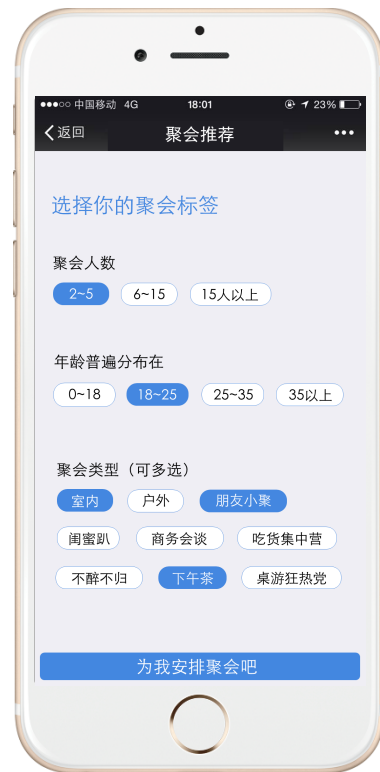 中国移动 4G 18:01 23%
返回 聚会推荐
选择你的聚会标签
聚会人数
2~5 6~15 15人以上
年龄普遍分布在
0~18 18~25 25~35 35以上
聚会类型（可多选）
室内 户外 朋友小聚
闺蜜趴 商务会谈 吃货集中营
不醉不归 下午茶 桌游狂热党
为我安排聚会吧